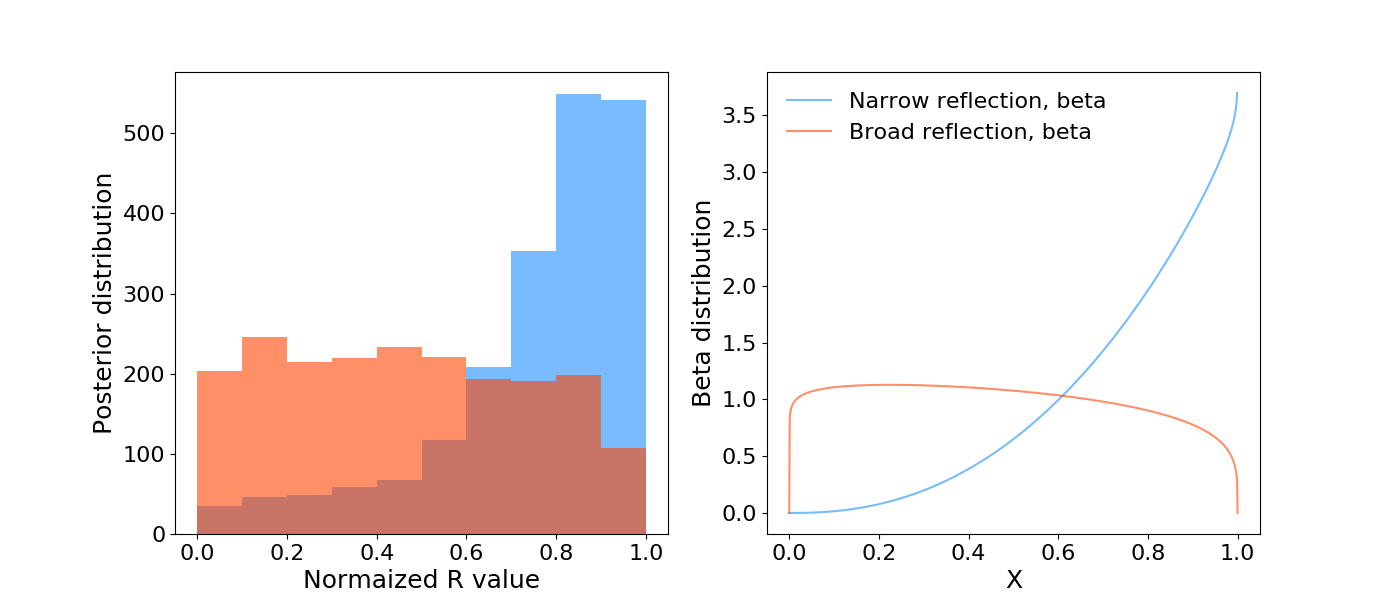 Posterior distribution
500
400
300
200
100
0
0.0 0.2 0.4 0.6 0.8 1.0
Normaized R value
Beta distribution
3.5
3.0
2.5
2.0
1.5
1.0
0.5
0.0
0.0 0.2 0.4 0.6 0.8 1.0
X
Narrow reflection, beta
Broad reflection, beta